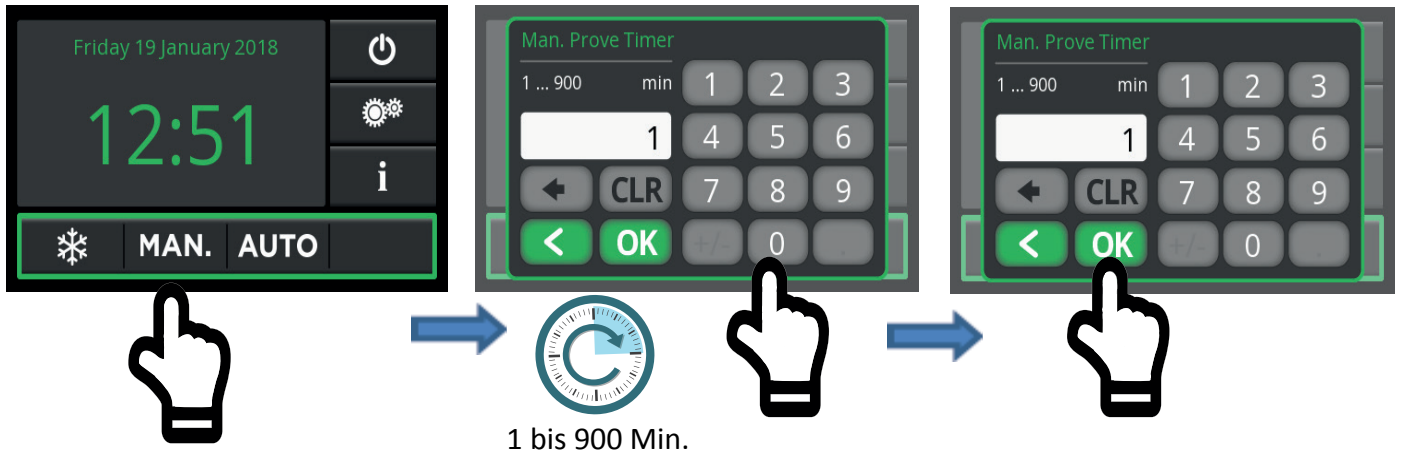 Friday 19 January 2018
12:51
i
MAN. AUTO
Man. Prove Timer
1 ... 900 min
1 2 3
1
4 5 6
CLR 7 8 9
< OK +/- 0 .
1 bis 900 Min.
Man. Prove Timer
1 ... 900 min
1 2 3
1
4 5 6
CLR 7 8 9
< OK +/- 0 .